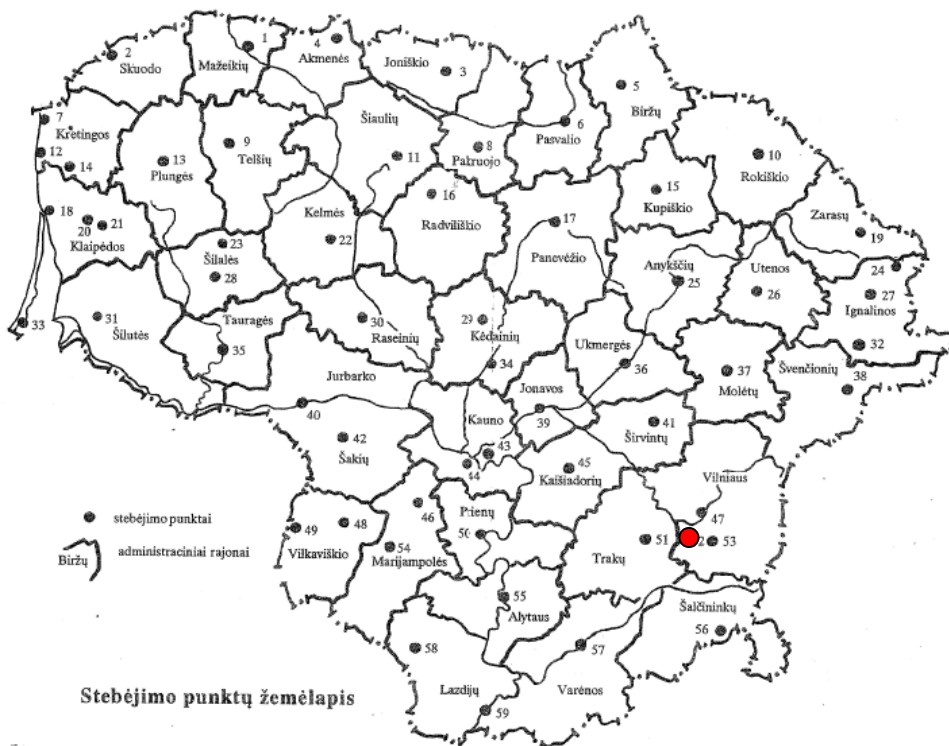 1
2
Skuodo
Mažeikių
4
Akmenės
Joniškio
3
5
Biržų
6
Pasvalio
7
Kretingos
12
14
13
Plungės
9
Telšių
Šiaulių
11
8
Pakruojo
10
Rokiškio
15
Kupiškio
16
Radviliškio
17
Panevėžio
18
20
21
Klaipėdos
Kelmės
22
23
Šilalės
28
Zarasų
19
24
27
Ignalinos
Anykščių
25
Utenos
26
33
31
Šilutės
Tauragės
35
30
Raseinių
29
Kėdainių
34
Ukmergės
36
37
Molėtų
32
Švenčionių
38
Jurbarko
40
Jonavos
39
Kauno
43
44
41
Širvintų
42
Šakių
45
Kaišiadorių
Vilniaus
47
46
Prienų
50
49
48
Vilkaviškio
54
Marijampolės
51
Trakų
2
53
stebėjimo punktai
Biržų
administraciniai rajonai
55
Alytaus
Šalčininkų
56
57
58
Lazdijų
Varėnos
59
Stebėjimo punktų žemėlapis